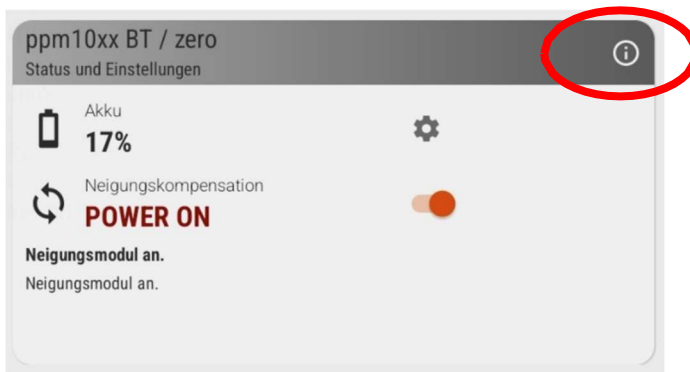 ppm10xx BT / zero
Status und Einstellungen
Akku
17%
Neigungskompensation
POWER ON
Neigungsmodul an.
Neigungsmodul an.